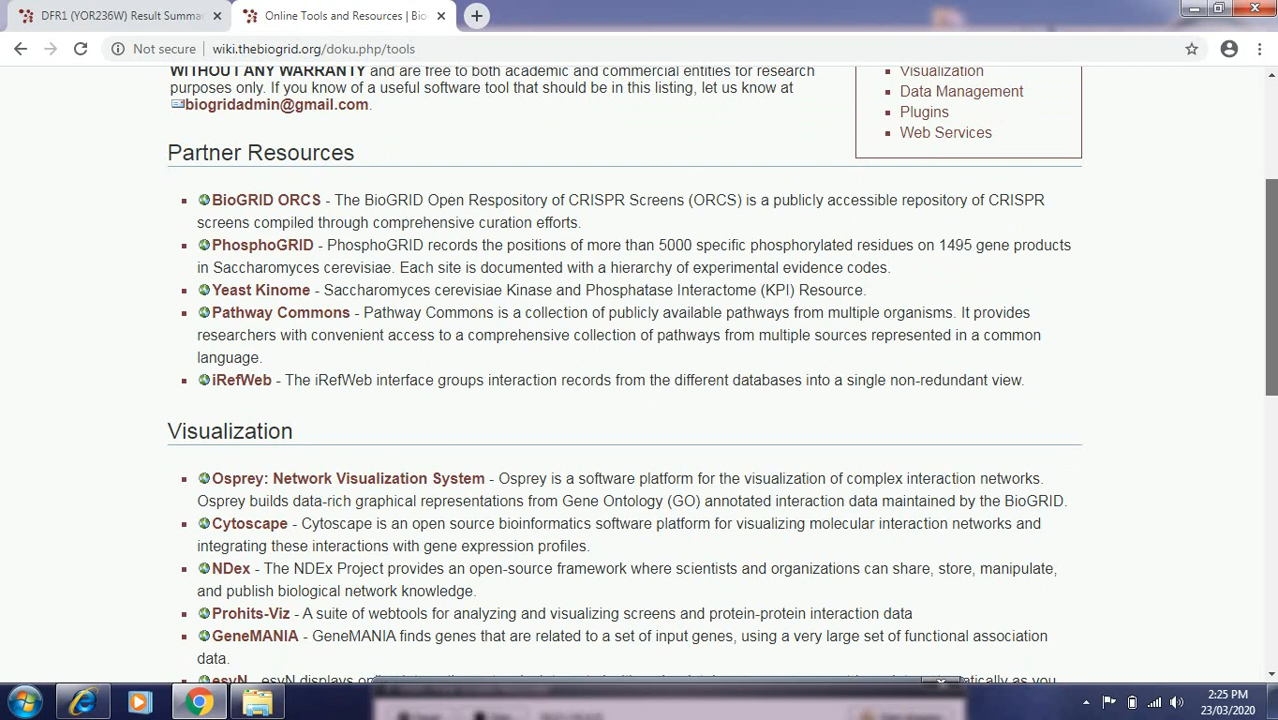 DFR1 (YOR236W) Result Summar
Online Tools and Resources | Bio
Not secure wiki.thebiogrid.org/doku.php/tools
WITHOUT ANY WARRANTY and are free to both academic and commercial entities for research
purposes only. If you know of a useful software tool that should be in this listing, let us know at
biogridadmin@gmail.com.
Visualization
Data Management
Plugins
Web Services
Partner Resources
BioGRID ORCS - The BioGRID Open Respository of CRISPR Screens (ORCS) is a publicly accessible repository of CRISPR
screens compiled through comprehensive curation efforts.
PhosphoGRID - PhosphoGRID records the positions of more than 5000 specific phosphorylated residues on 1495 gene products
in Saccharomyces cerevisiae. Each site is documented with a hierarchy of experimental evidence codes.
Yeast Kinome - Saccharomyces cerevisiae Kinase and Phosphatase Interactome (KPI) Resource.
Pathway Commons - Pathway Commons is a collection of publicly available pathways from multiple organisms. It provides
researchers with convenient access to a comprehensive collection of pathways from multiple sources represented in a common
language.
iRefWeb - The iRefWeb interface groups interaction records from the different databases into a single non-redundant view.
Visualization
Osprey: Network Visualization System - Osprey is a software platform for the visualization of complex interaction networks.
Osprey builds data-rich graphical representations from Gene Ontology (GO) annotated interaction data maintained by the BioGRID.
Cytoscape - Cytoscape is an open source bioinformatics software platform for visualizing molecular interaction networks and
integrating these interactions with gene expression profiles.
NDex - The NDEx Project provides an open-source framework where scientists and organizations can share, store, manipulate,
and publish biological network knowledge.
Prohits-Viz - A suite of webtools for analyzing and visualizing screens and protein-protein interaction data
GeneMANIA - GeneMANIA finds genes that are related to a set of input genes, using a very large set of functional association
data.
esyN - esyN displays
as you
2:25 PM
23/03/2020